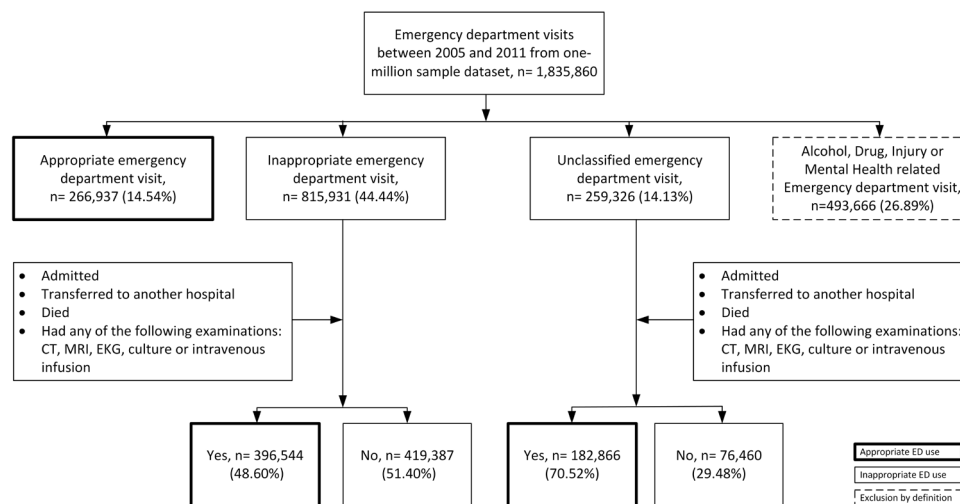 Emergency department visits
between 2005 and 2011 from one-
million sample dataset, n= 1,835,860
Appropriate emergency
department visit,
n= 266,937 (14.54%)
Inappropriate emergency
department visit,
n= 815,931 (44.44%)
Unclassified emergency
department visit,
n= 259,326 (14.13%)
Alcohol, Drug, Injury or
Mental Health related
Emergency department visit,
n=493,666 (26.89%)
• Admitted
• Transferred to another hospital
• Died
• Had any of the following examinations:
CT, MRI, EKG, culture or intravenous
infusion
• Admitted
• Transferred to another hospital
• Died
• Had any of the following examinations:
CT, MRI, EKG, culture or intravenous
infusion
Yes, n= 396,544
(48.60%)
No, n= 419,387
(51.40%)
Yes, n= 182,866
(70.52%)
No, n= 76,460
(29.48%)
Appropriate ED use
Inappropriate ED use
Exclusion by definition